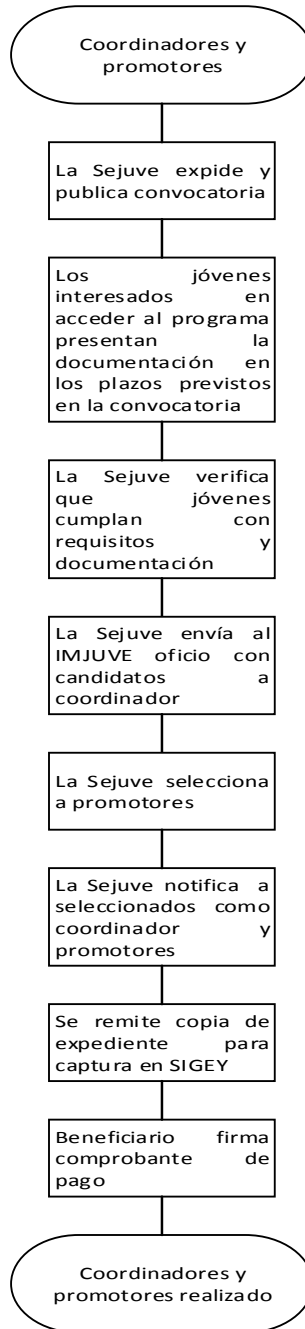 Coordinadores y
promotores
La Sejuve expide y
publica convocatoria
Los jóvenes
interesados en
acceder al programa
presentan la
documentación en
los plazos previstos
en la convocatoria
La Sejuve verifica
que jóvenes
cumplan con
requisitos y
documentación
La Sejuve envía al
IMJUVE oficio con
candidatos a
coordinador
La Sejuve selecciona
a promotores
La Sejuve notifica a
seleccionados como
coordinador y
promotores
Se remite copia de
expediente para
captura en SIGEY
Beneficiario firma
comprobante de
pago
Coordinadores y
promotores realizado